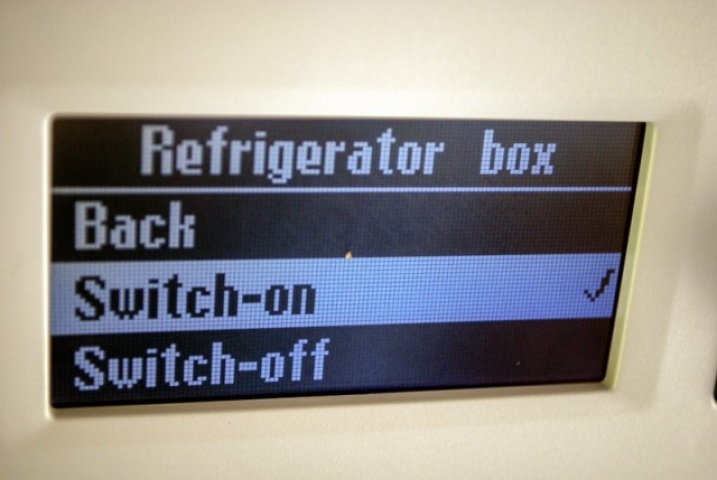 Refrigerator box
Back
Switch-on ✓
Switch-off